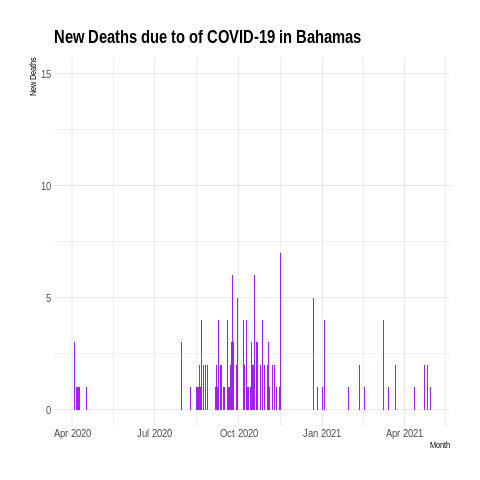 New Deaths due to of COVID-19 in Bahamas
New Deaths
15
10
5
0
Apr 2020 Jul 2020 Oct 2020 Jan 2021 Apr 2021
Month